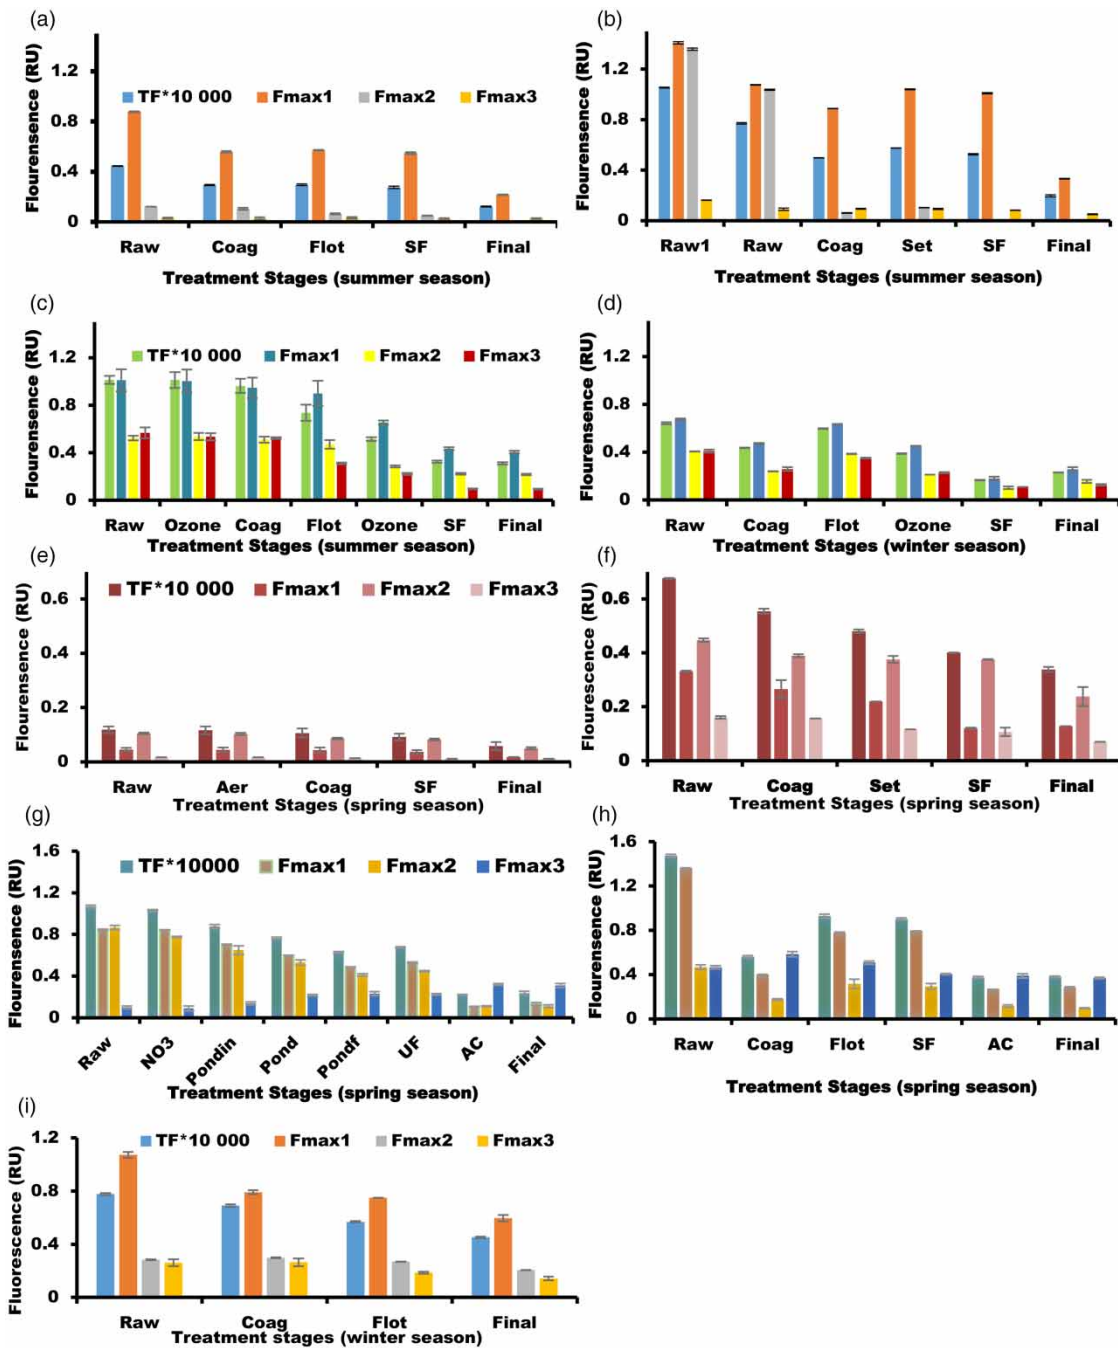 (a)
Flourensence (RU)
1.2
0.8
0.4
0
TF*10 000 Fmax1 Fmax2 Fmax3
Raw Coag Flot SF Final
Treatment Stages (summer season)
(b)
Flourensence (RU)
1.2
0.8
0.4
0
Raw1 Raw Coag Set SF Final
Treatment Stages (summer season)
(c)
Flourensence (RU)
1.2
0.8
0.4
0
TF*10 000 Fmax1 Fmax2 Fmax3
Raw Ozone Coag Flot Ozone SF Final
Treatment Stages (summer season)
(d)
Flourensence (RU)
1.2
0.8
0.4
0
Raw Coag Flot Ozone SF Final
Treatment Stages (winter season)
(e)
Flourensence (RU)
0.6
0.4
0.2
0
TF*10 000 Fmax1 Fmax2 Fmax3
Raw Aer Coag SF Final
Treatment Stages (spring season)
(f)
Flourescence (RU)
0.6
0.4
0.2
0
Raw Coag Set SF Final
Treatment Stages (spring season)
(g)
Flourensence (RU)
1.6
1.2
0.8
0.4
0
TF*10000 Fmax1 Fmax2 Fmax3
Raw NO3 Pondin Pond Pondf UF AC Final
Treatment Stages (spring season)
(h)
Flourensence (RU)
1.6
1.2
0.8
0.4
0
Raw Coag Flot SF AC Final
Treatment Stages (spring season)
(i)
Fluorescence (RU)
1.2
0.8
0.4
0
TF*10 000 Fmax1 Fmax2 Fmax3
Raw Coag Flot Final
Treatment stages (winter season)